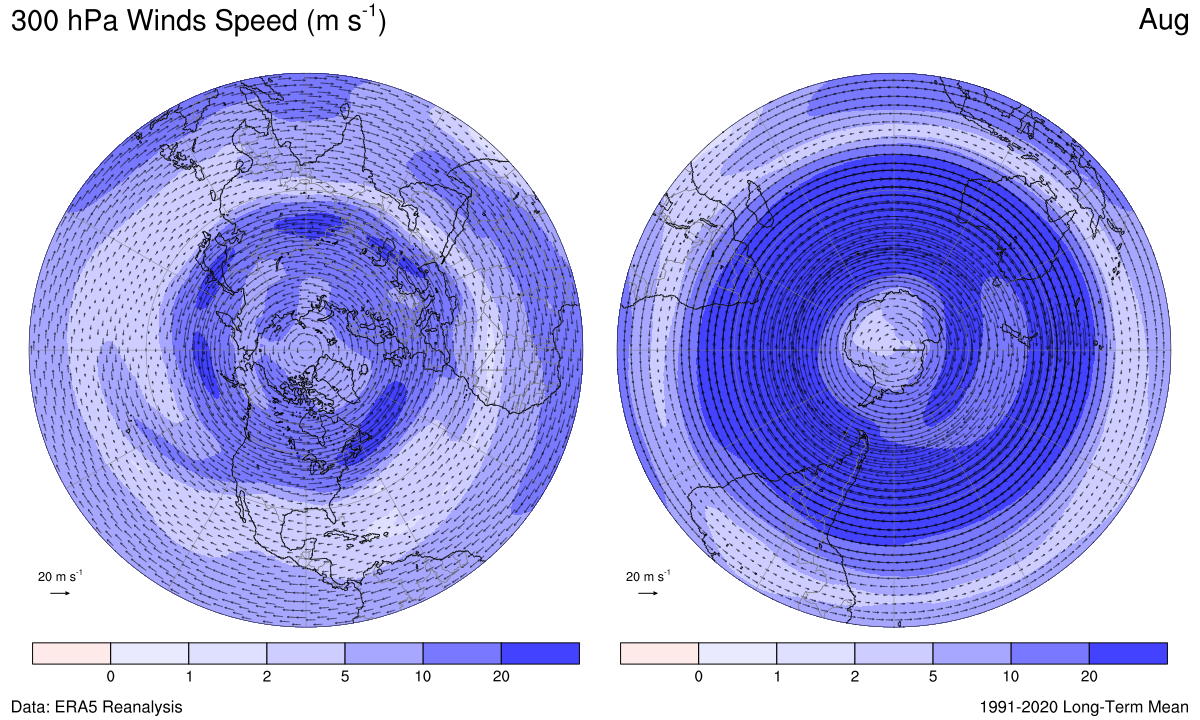 300 hPa Winds Speed (m s⁻¹)
Aug
20 m s⁻¹
20 m s⁻¹
0 1 2 5 10 20
0 1 2 5 10 20
Data: ERA5 Reanalysis
1991-2020 Long-Term Mean